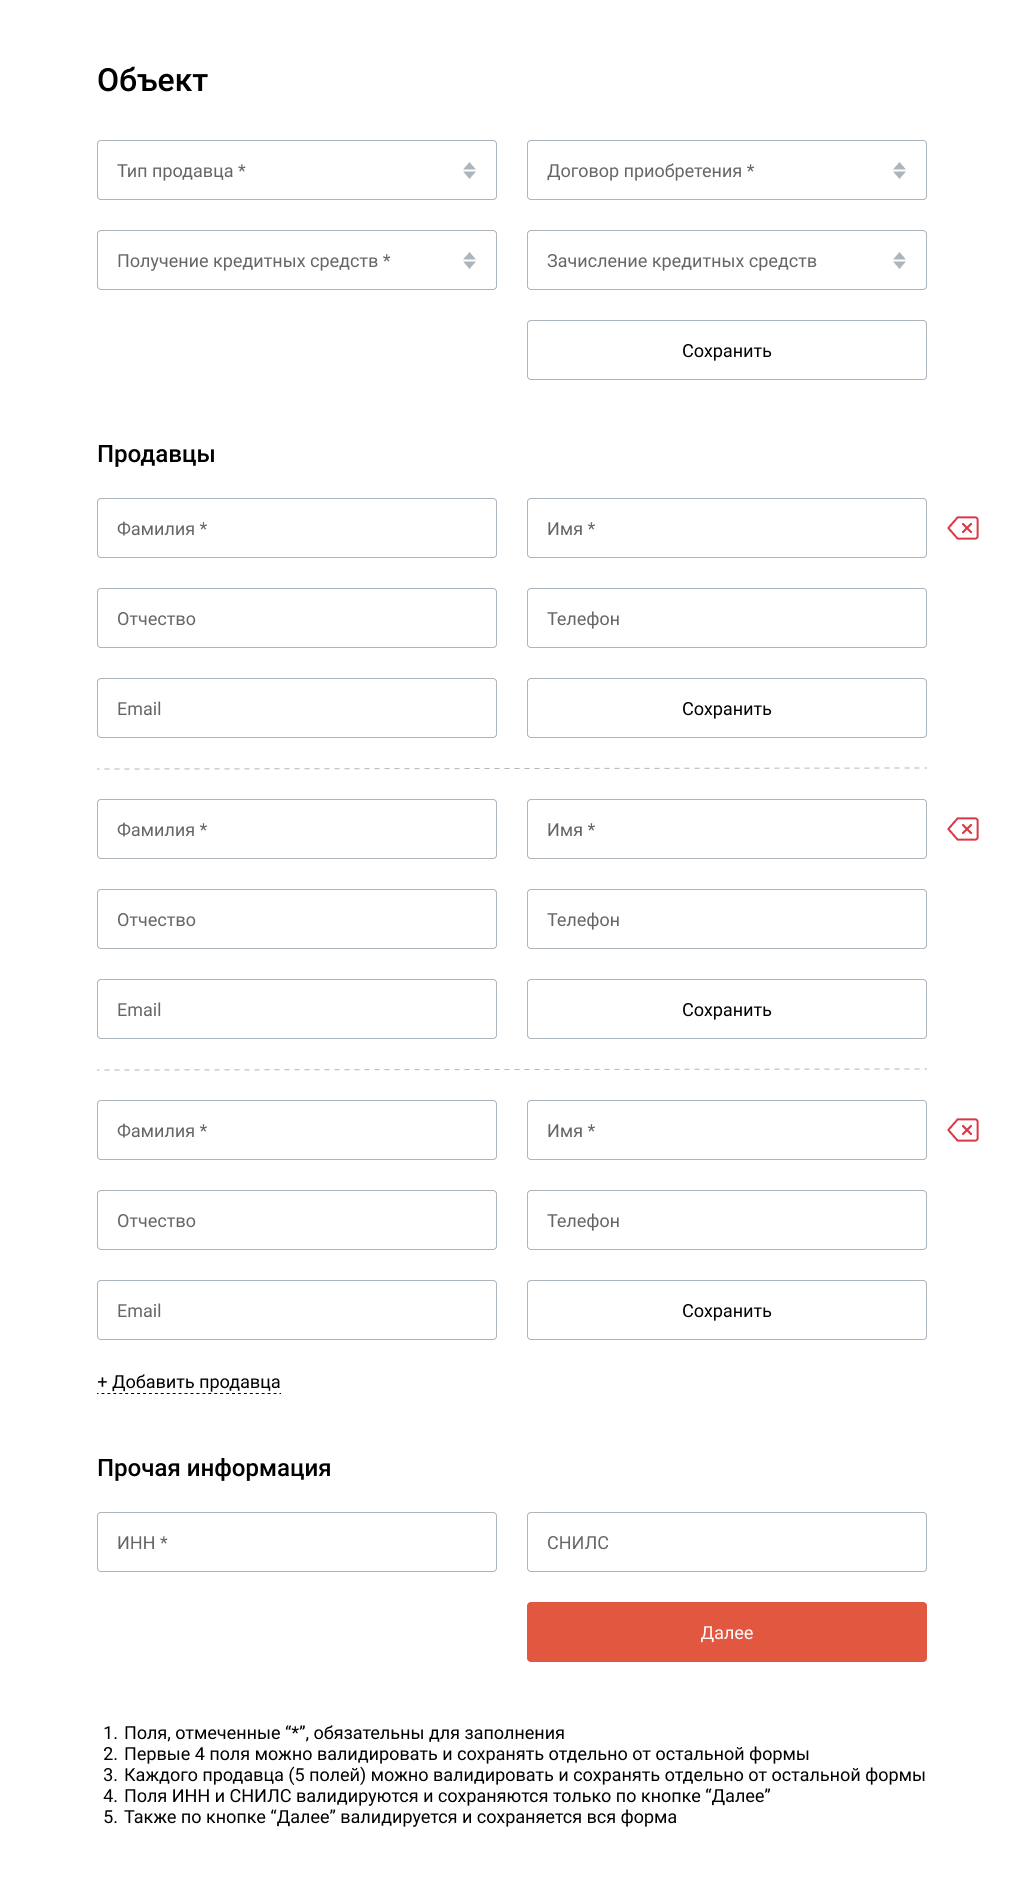 Объект
Тип продавца *
Договор приобретения *
Получение кредитных средств *
Зачисление кредитных средств
Сохранить
Продавцы
Фамилия *
Имя *
Отчество
Телефон
Email
Сохранить
Фамилия *
Имя *
Отчество
Телефон
Email
Сохранить
Фамилия *
Имя *
Отчество
Телефон
Email
Сохранить
+ Добавить продавца
Прочая информация
ИНН *
СНИЛС
Далее
1. Поля, отмеченные “*”, обязательны для заполнения
2. Первые 4 поля можно валидировать и сохранять отдельно от остальной формы
3. Каждого продавца (5 полей) можно валидировать и сохранять отдельно от остальной формы
4. Поля ИНН и СНИЛС валидируются и сохраняются только по кнопке “Далее”
5. Также по кнопке “Далее” валидируется и сохраняется вся форма